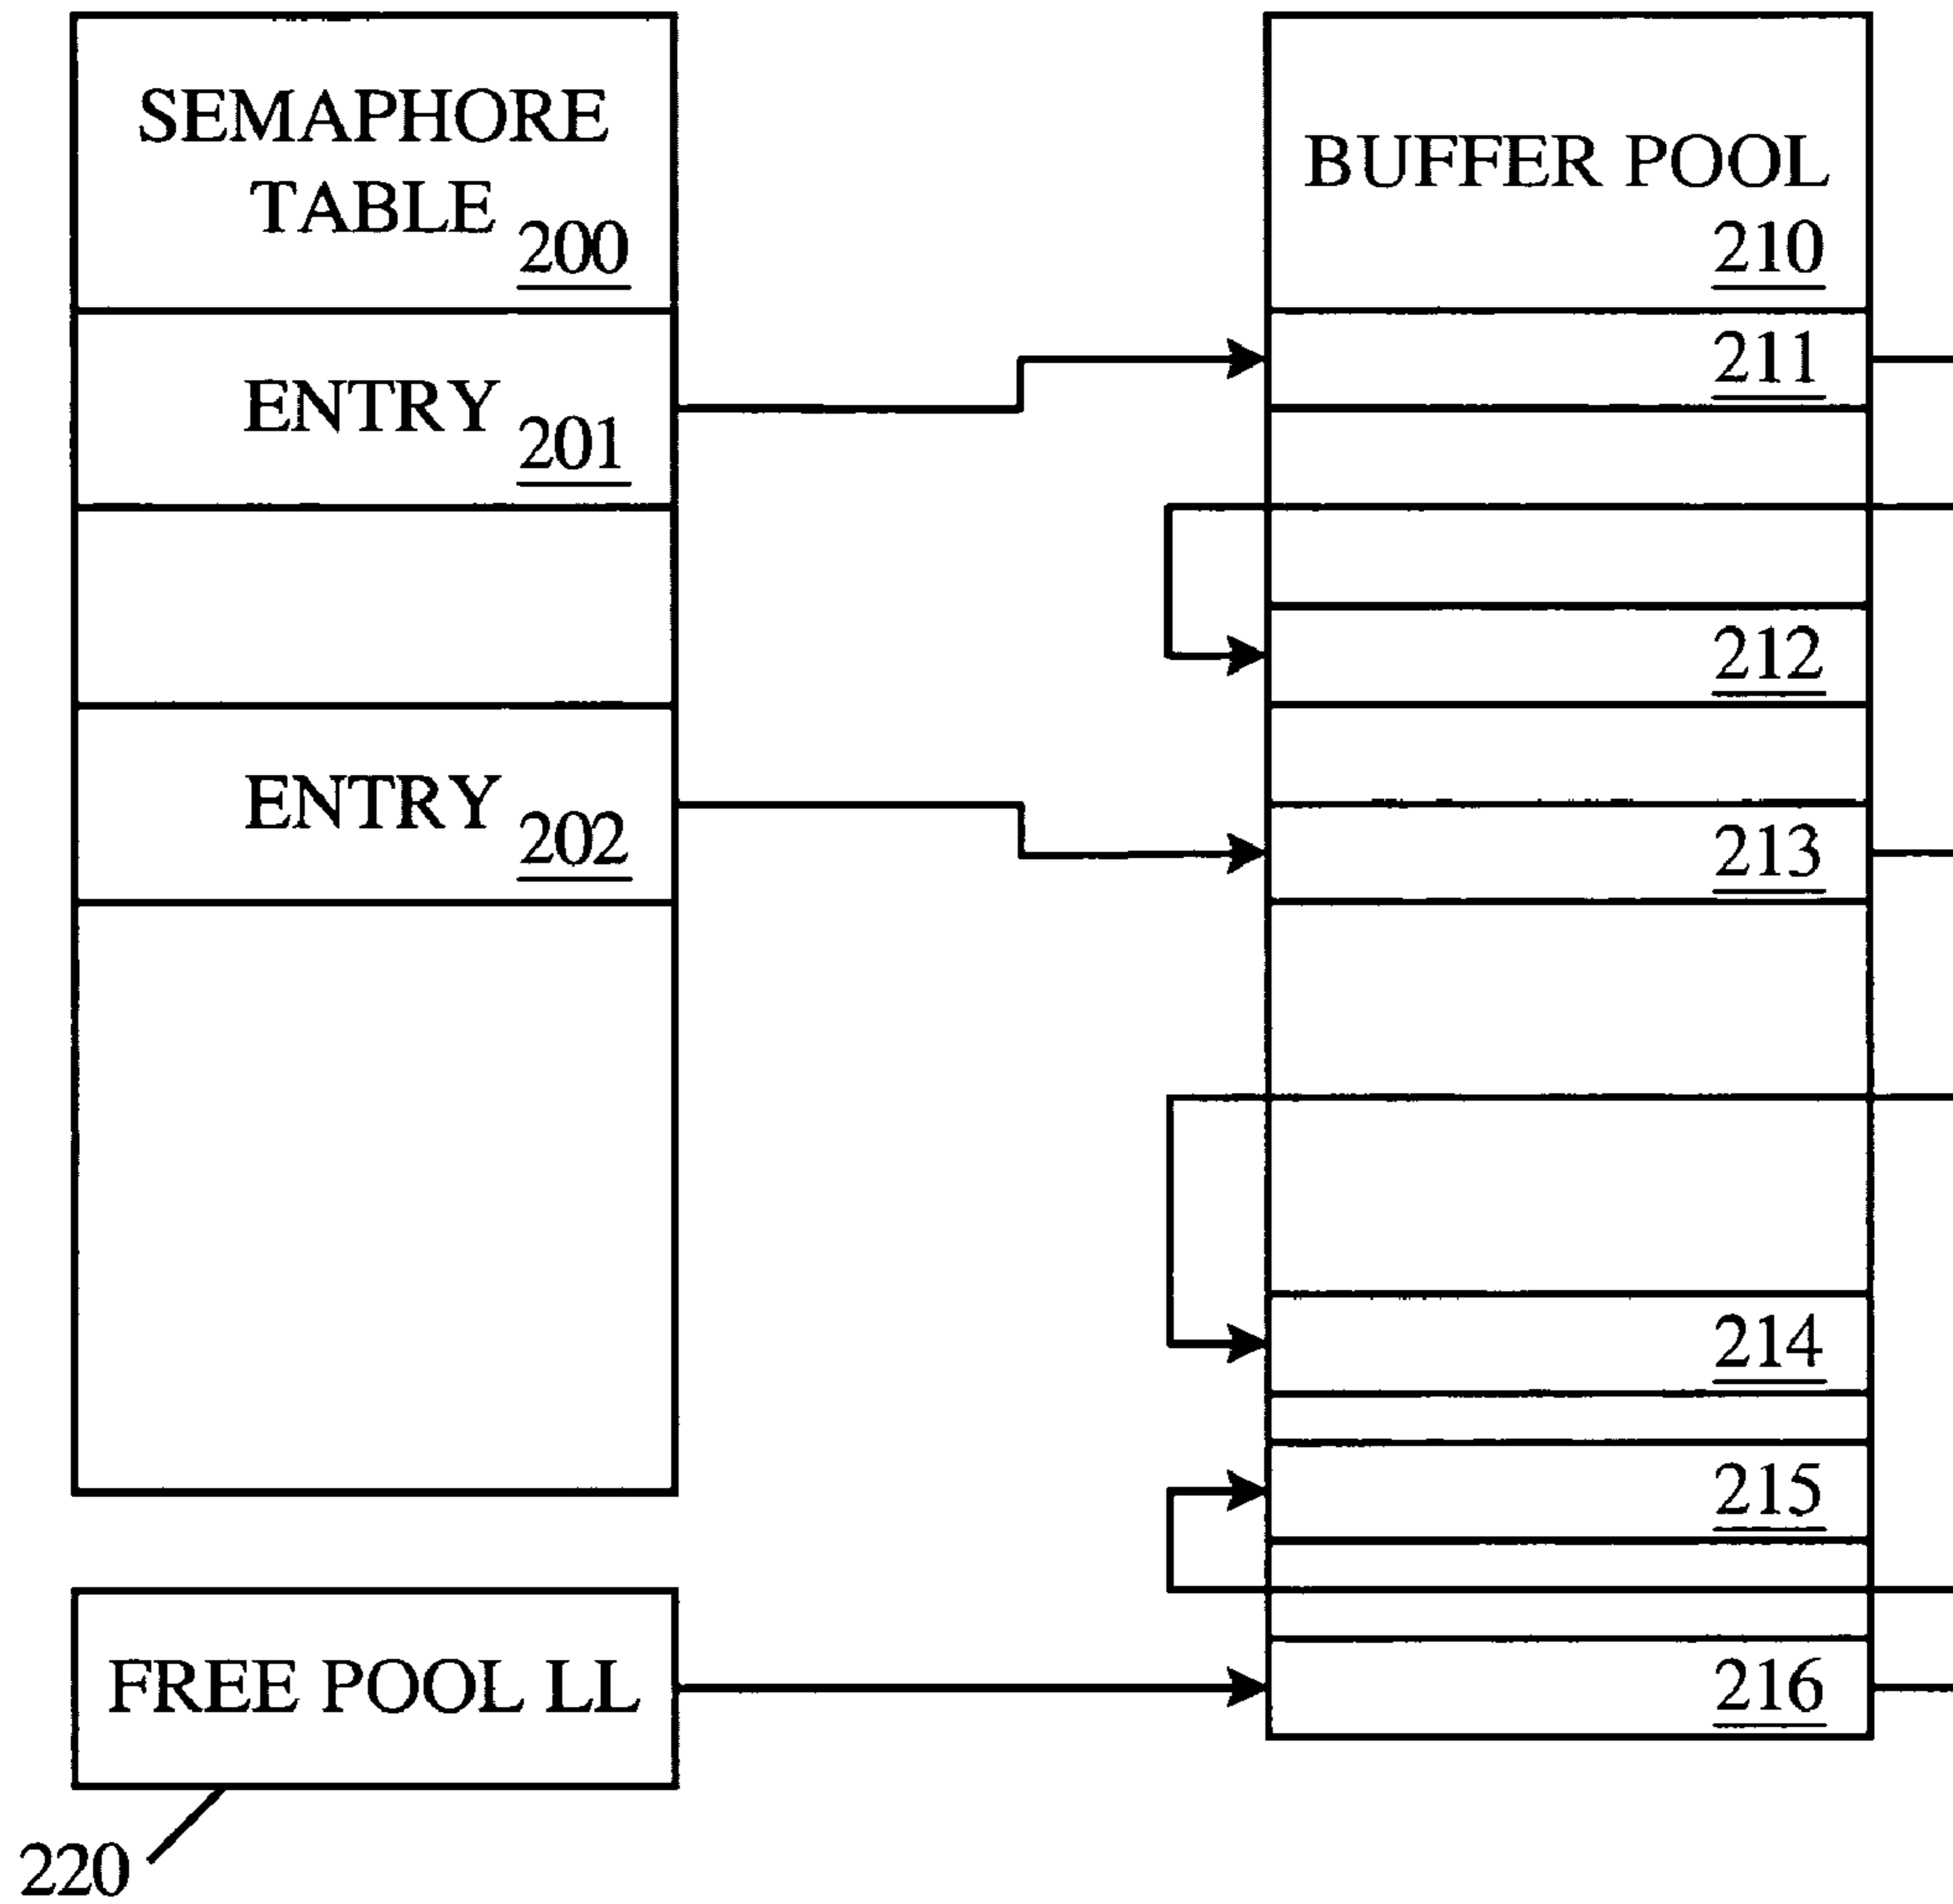 SEMAPHORE
TABLE 200
ENTRY 201
ENTRY 202
FREE POOL LL
220
BUFFER POOL
210
211
212
213
214
215
216